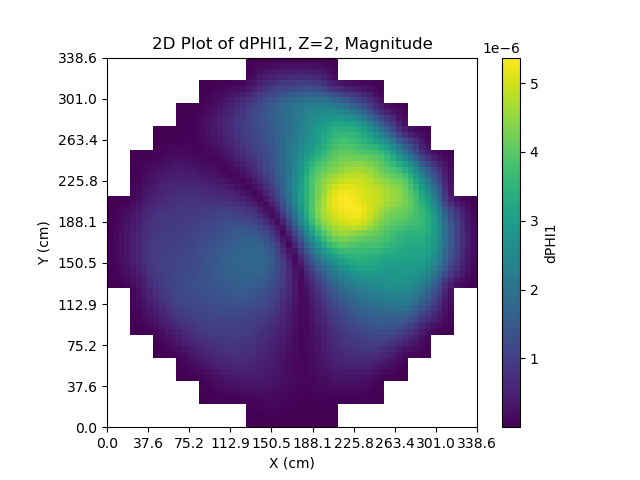 2D Plot of dPHI1, Z=2, Magnitude
1e−6
338.6
301.0
263.4
225.8
188.1
150.5
112.9
75.2
37.6
0.0
Y (cm)
0.0 37.6 75.2 112.9 150.5 188.1 225.8 263.4 301.0 338.6
X (cm)
5
4
3
2
1
dPHI1